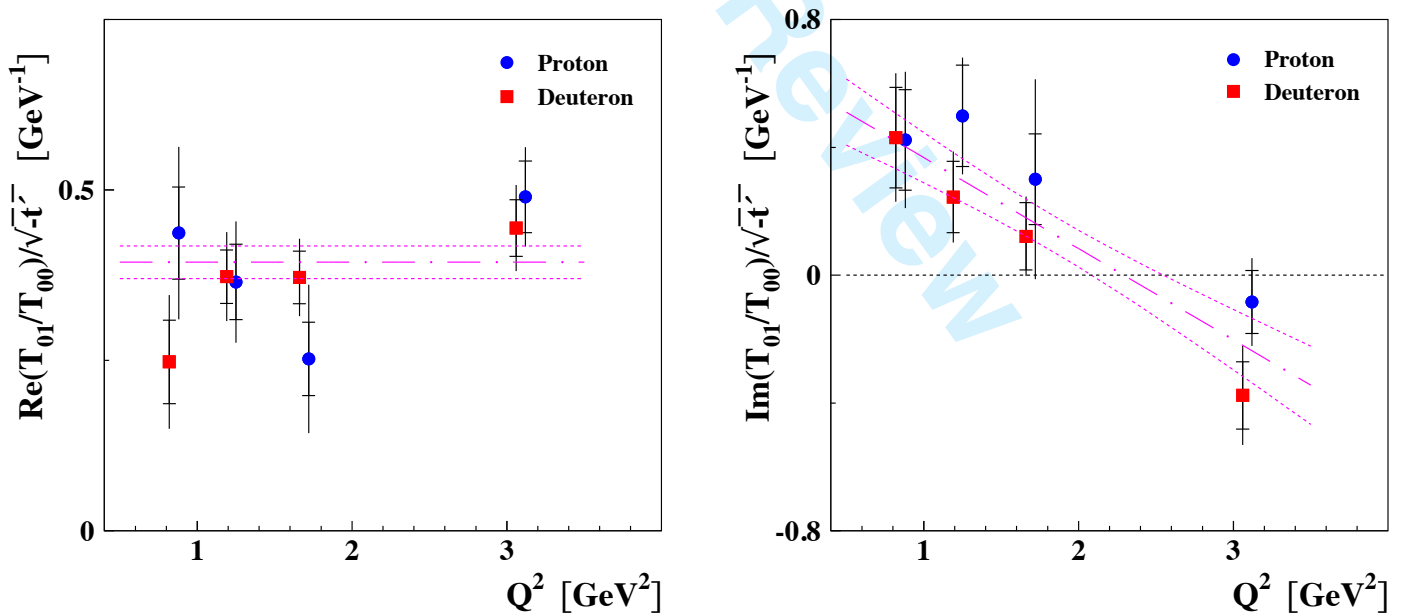 Re(T₀₁/T₀₀)/√-t′ [GeV⁻¹]
Proton
Deuteron
0.5
0
1 2 3
Q² [GeV²]
Review
Im(T₀₁/T₀₀)/√-t′ [GeV⁻¹]
0.8
Proton
Deuteron
0
-0.8
1 2 3
Q² [GeV²]